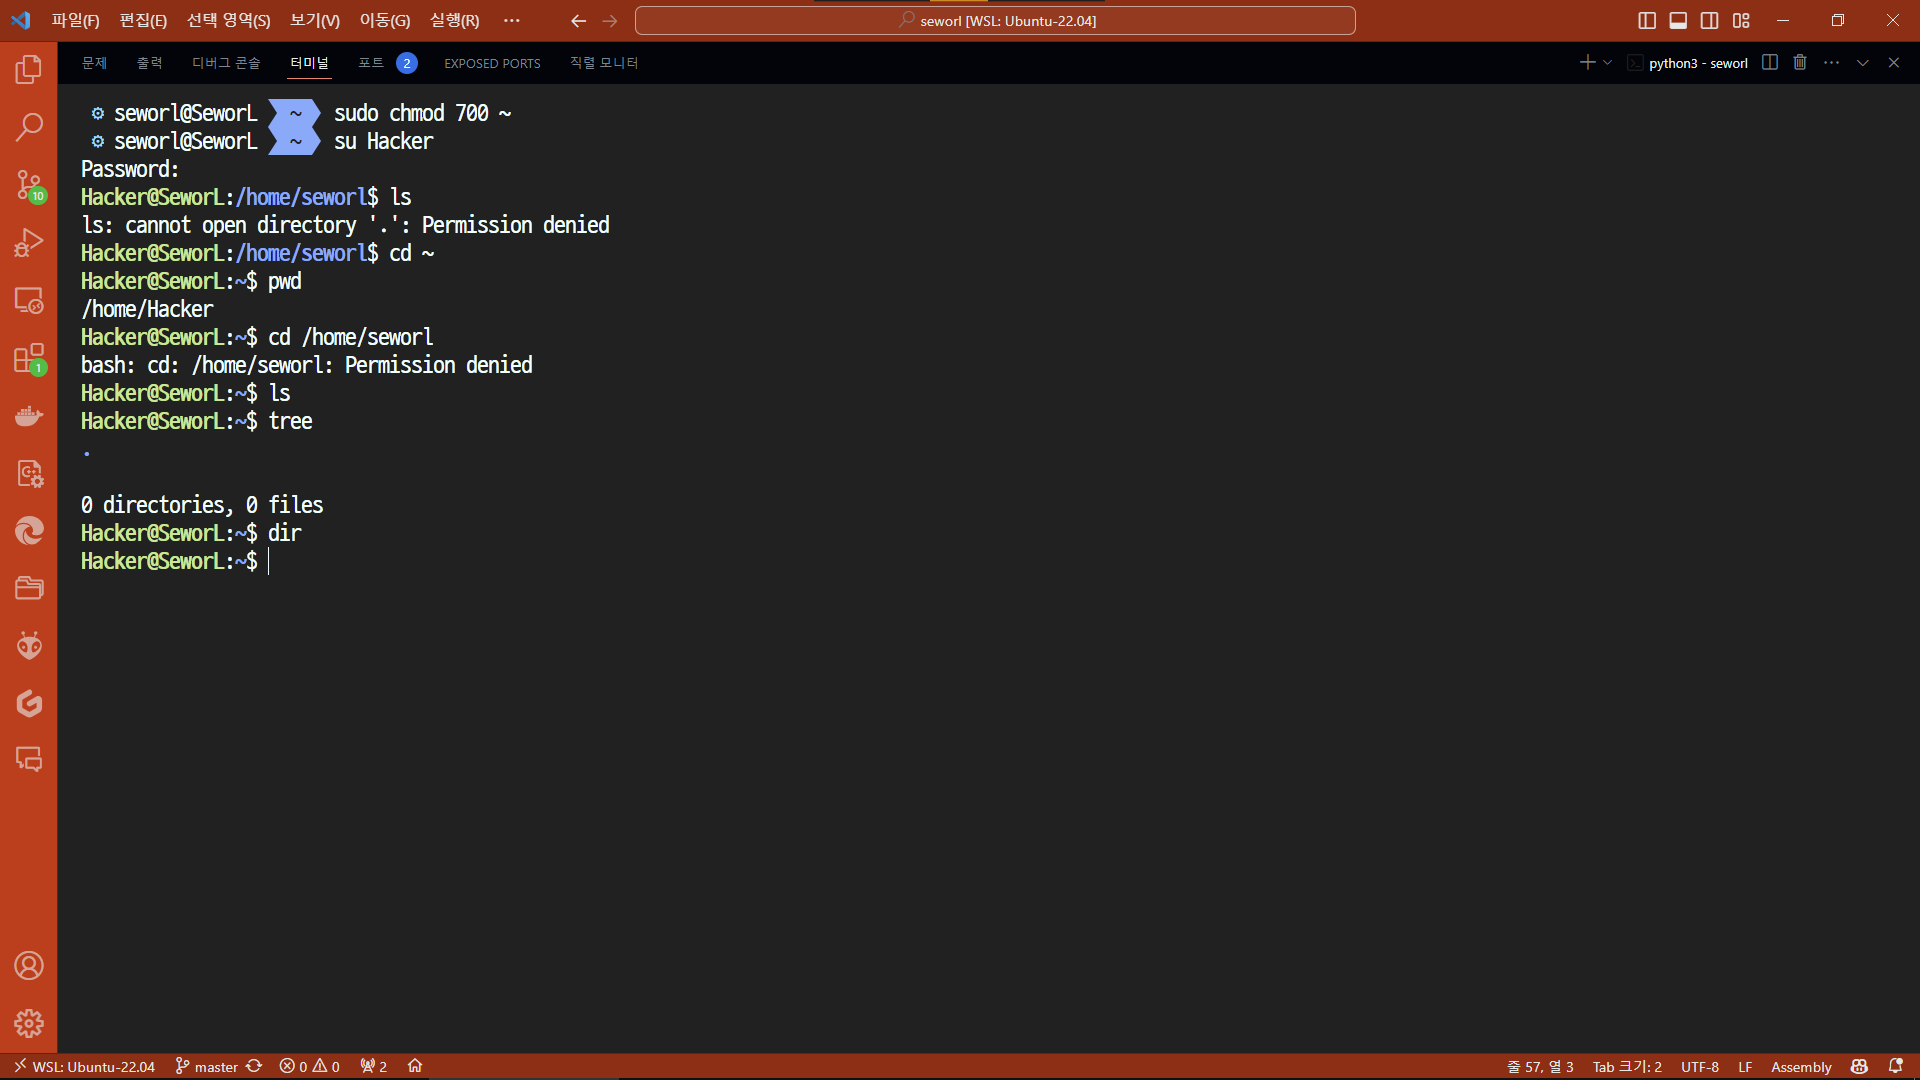 파일(F) 편집(E) 선택 영역(S) 보기(V) 이동(G) 실행(R) ··· seworl [WSL: Ubuntu-22.04]
문제 출력 디버그 콘솔 터미널 포트 2 EXPOSED PORTS 직렬 모니터 python3 - seworl
seworl@SeworL ~ sudo chmod 700 ~
seworl@SeworL ~ su Hacker
Password:
Hacker@SeworL:/home/seworl$ ls
ls: cannot open directory '.': Permission denied
Hacker@SeworL:/home/seworl$ cd ~
Hacker@SeworL:~$ pwd
/home/Hacker
Hacker@SeworL:~$ cd /home/seworl
bash: cd: /home/seworl: Permission denied
Hacker@SeworL:~$ ls
Hacker@SeworL:~$ tree
.
0 directories, 0 files
Hacker@SeworL:~$ dir
Hacker@SeworL:~$
10
1
WSL: Ubuntu-22.04 master 0 0 2 줄 57, 열 3 Tab 크기: 2 UTF-8 LF Assembly